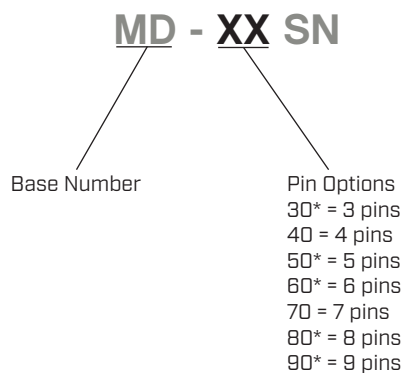 MD - XX SN
Base Number
Pin Options
30* = 3 pins
40 = 4 pins
50* = 5 pins
60* = 6 pins
70 = 7 pins
80* = 8 pins
90* = 9 pins